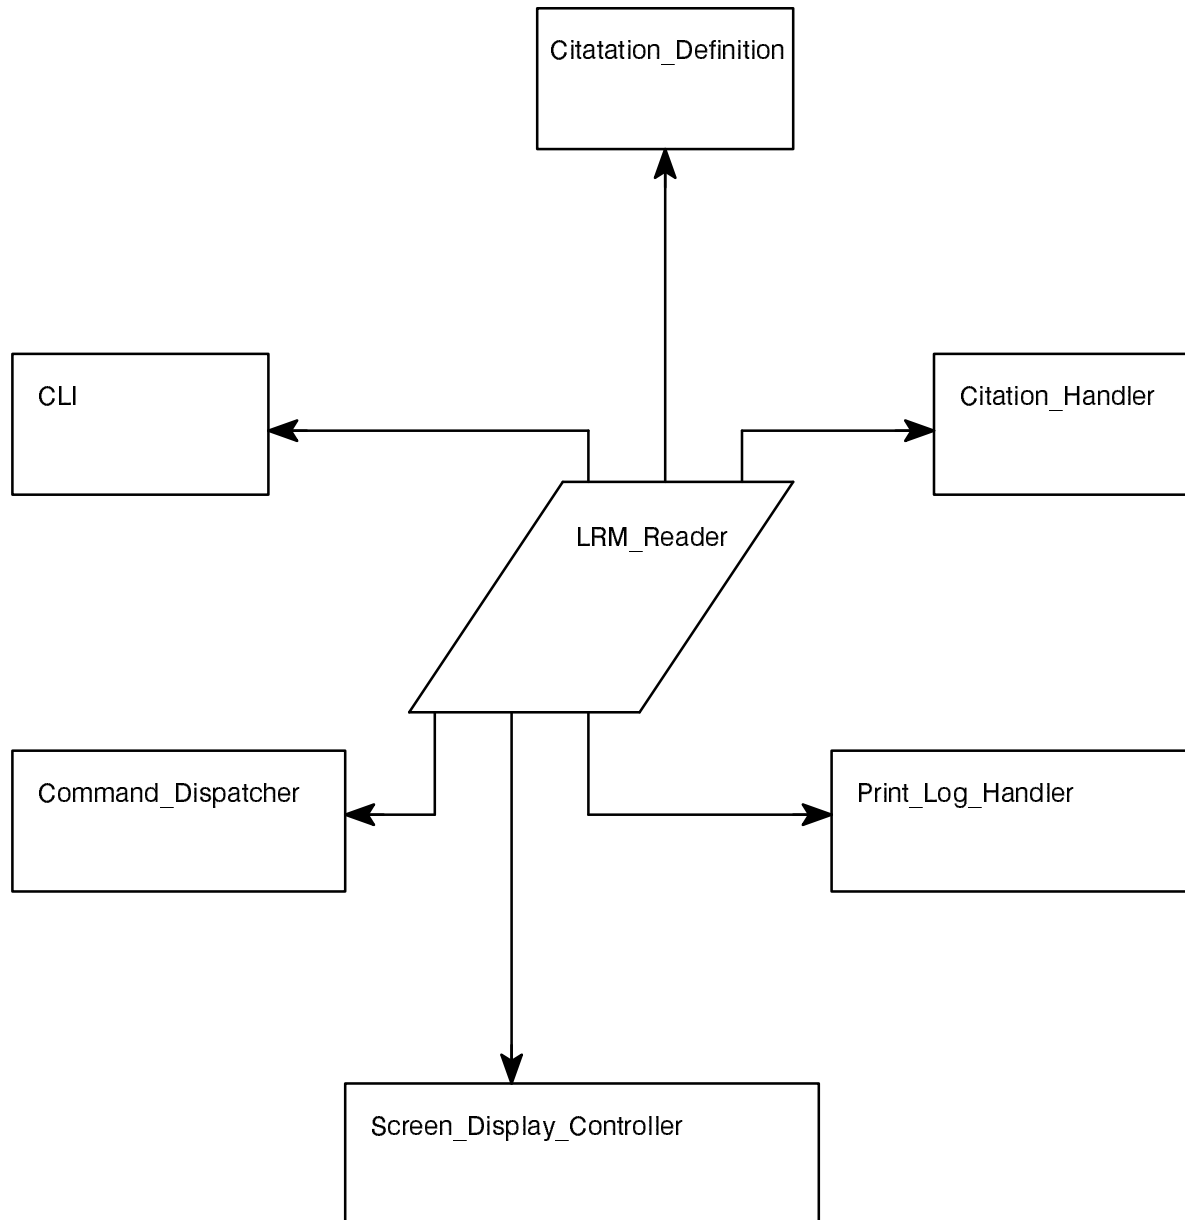 Citatation_Definition
CLI
Citation_Handler
LRM_Reader
Command_Dispatcher
Print_Log_Handler
Screen_Display_Controller